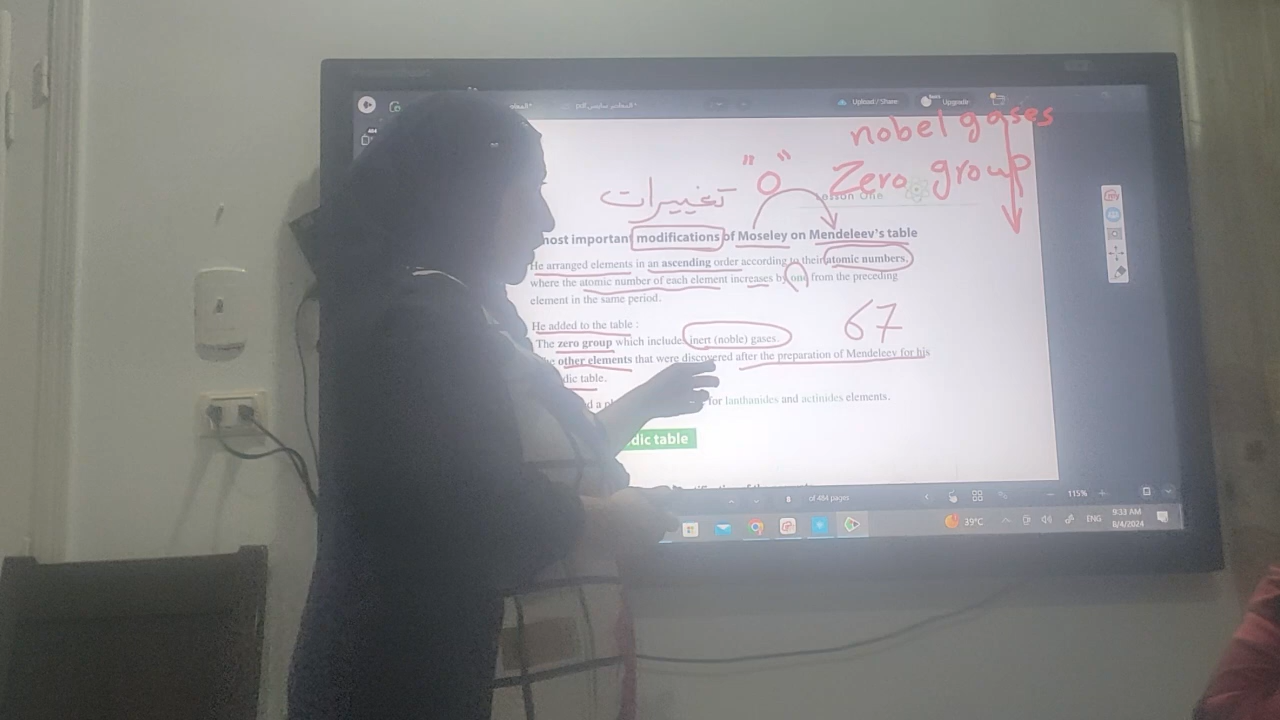 Upload / Share
Upgrade
nobel gases
"0" Zero group
تغييرات
Lesson One
most important modifications of Moseley on Mendeleev's table
He arranged elements in an ascending order according to their atomic numbers,
where the atomic number of each element increases by one from the preceding
element in the same period.
67
He added to the table :
The zero group which includes inert (noble) gases.
other elements that were discovered after the preparation of Mendeleev for his
dic table.
for lanthanides and actinides elements.
dic table
8 of 484 pages
115%
39°C
ENG
9:33 AM
8/4/2024